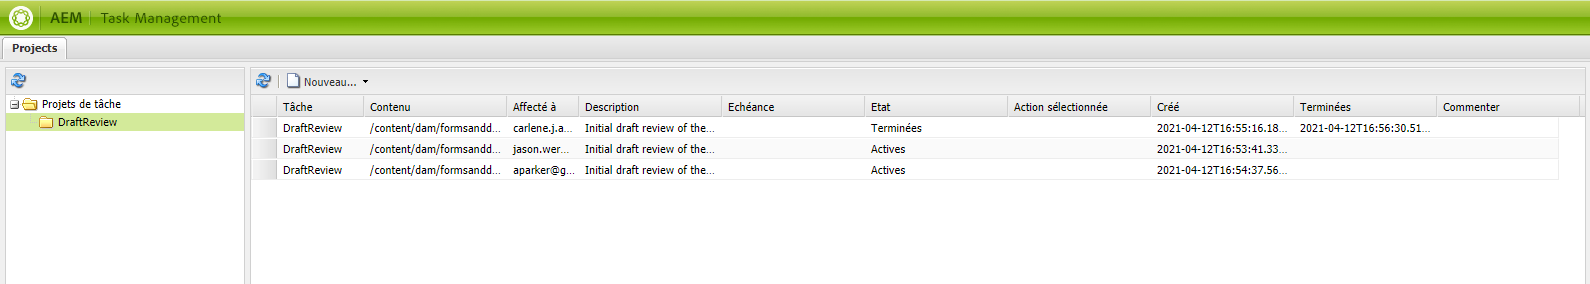 AEM Task Management
Projects
Nouveau...
Projets de tâche
DraftReview
Tâche Contenu Affecté à Description Echéance Etat Action sélectionnée Créé Terminées Commenter
DraftReview /content/dam/formsandd... carlene.j.a... Initial draft review of the... Terminées 2021-04-12T16:55:16.18... 2021-04-12T16:56:30.51...
DraftReview /content/dam/formsandd... jason.wer... Initial draft review of the... Actives 2021-04-12T16:53:41.33...
DraftReview /content/dam/formsandd... aparker@g... Initial draft review of the... Actives 2021-04-12T16:54:37.56...